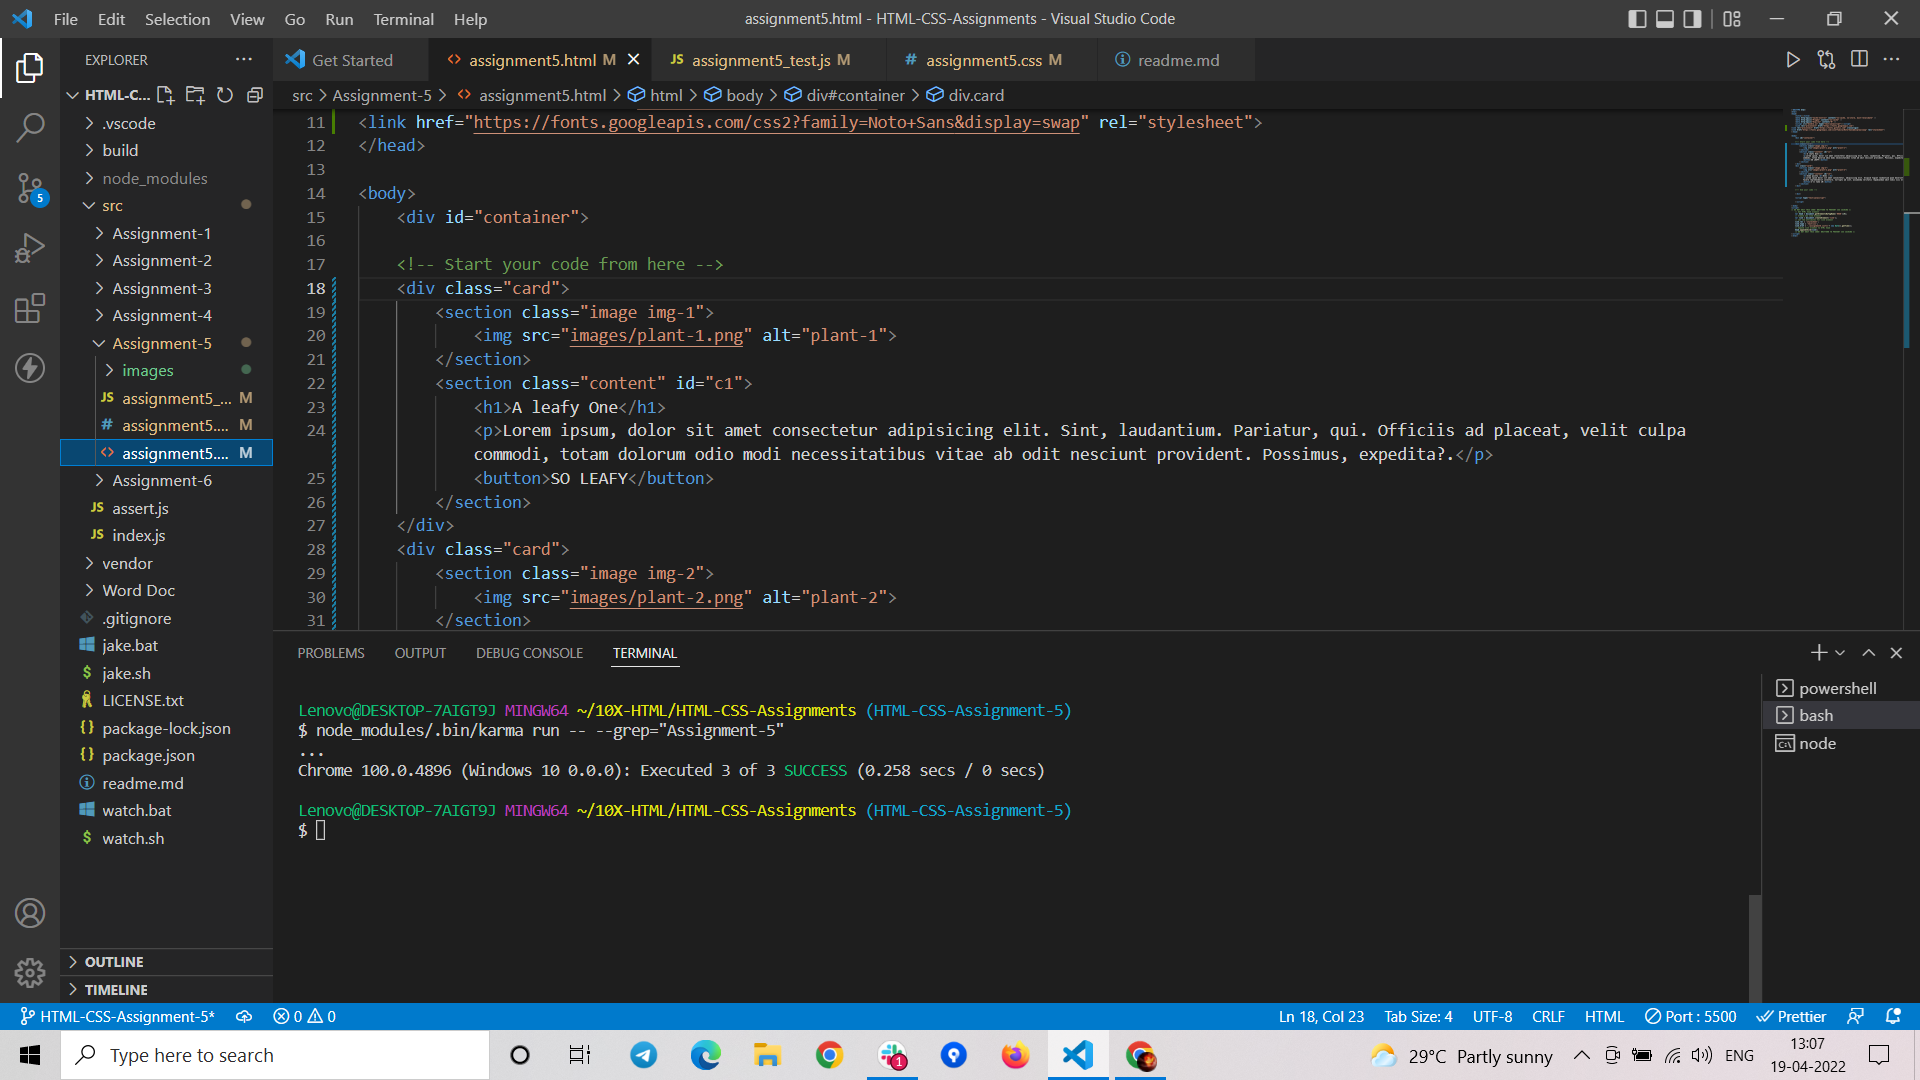 File Edit Selection View Go Run Terminal Help
assignment5.html - HTML-CSS-Assignments - Visual Studio Code
EXPLORER
Get Started
assignment5.html M
assignment5_test.js M
assignment5.css M
readme.md
HTML-C...
src > Assignment-5 > assignment5.html > html > body > div#container > div.card
.vscode
build
node_modules
src
Assignment-1
Assignment-2
Assignment-3
Assignment-4
Assignment-5
images
assignment5_... M
assignment5.... M
assignment5.... M
Assignment-6
assert.js
index.js
vendor
Word Doc
.gitignore
jake.bat
jake.sh
LICENSE.txt
package-lock.json
package.json
readme.md
watch.bat
watch.sh
OUTLINE
TIMELINE
5
11 <link href="https://fonts.googleapis.com/css2?family=Noto+Sans&display=swap" rel="stylesheet">
12 </head>
13
14 <body>
15 <div id="container">
16
17 <!-- Start your code from here -->
18 <div class="card">
19 <section class="image img-1">
20 <img src="images/plant-1.png" alt="plant-1">
21 </section>
22 <section class="content" id="c1">
23 <h1>A leafy One</h1>
24 <p>Lorem ipsum, dolor sit amet consectetur adipisicing elit. Sint, laudantium. Pariatur, qui. Officiis ad placeat, velit culpa
commodi, totam dolorum odio modi necessitatibus vitae ab odit nesciunt provident. Possimus, expedita?.</p>
25 <button>SO LEAFY</button>
26 </section>
27 </div>
28 <div class="card">
29 <section class="image img-2">
30 <img src="images/plant-2.png" alt="plant-2">
31 </section>
PROBLEMS OUTPUT DEBUG CONSOLE TERMINAL
Lenovo@DESKTOP-7AIGT9J MINGW64 ~/10X-HTML/HTML-CSS-Assignments (HTML-CSS-Assignment-5)
$ node_modules/.bin/karma run -- --grep="Assignment-5"
...
Chrome 100.0.4896 (Windows 10 0.0.0): Executed 3 of 3 SUCCESS (0.258 secs / 0 secs)
Lenovo@DESKTOP-7AIGT9J MINGW64 ~/10X-HTML/HTML-CSS-Assignments (HTML-CSS-Assignment-5)
$
powershell
bash
node
HTML-CSS-Assignment-5* 0 0
Ln 18, Col 23 Tab Size: 4 UTF-8 CRLF HTML Port : 5500 Prettier
Type here to search
1
29°C Partly sunny
ENG
13:07
19-04-2022